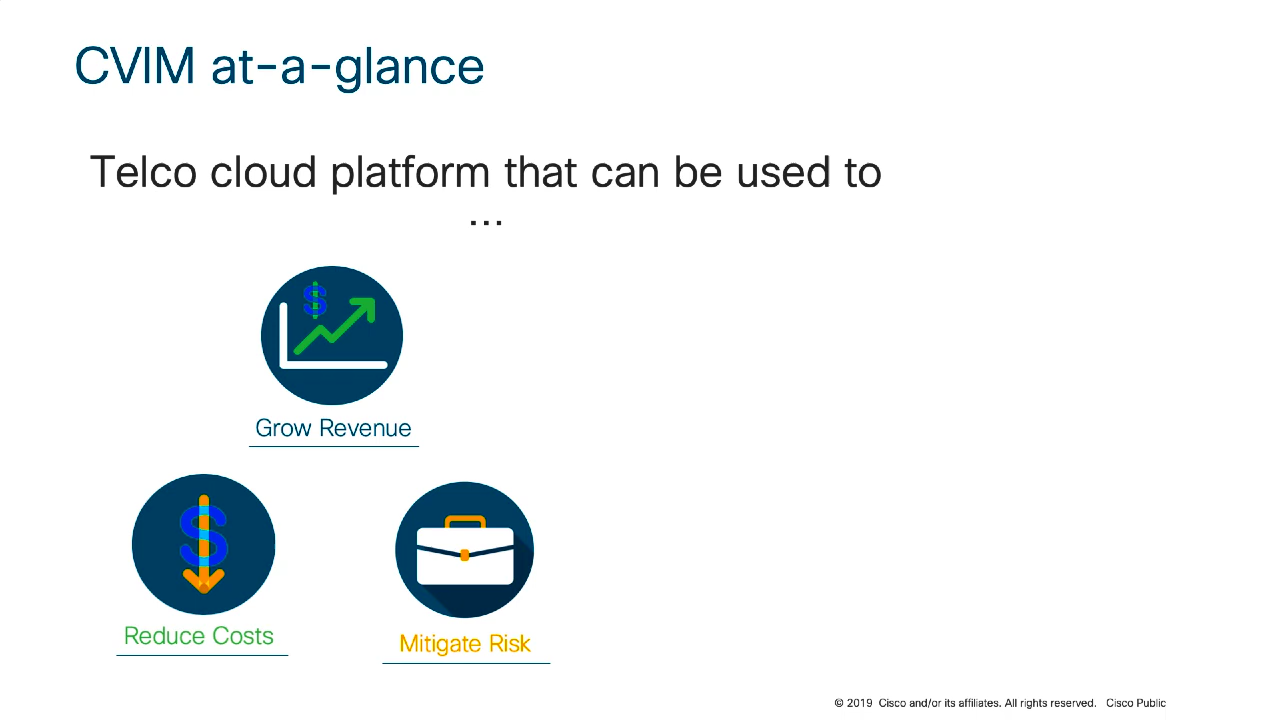 CVIM at-a-glance
Telco cloud platform that can be used to
...
$
Grow Revenue
$
Reduce Costs
Mitigate Risk
© 2019 Cisco and/or its affiliates. All rights reserved. Cisco Public